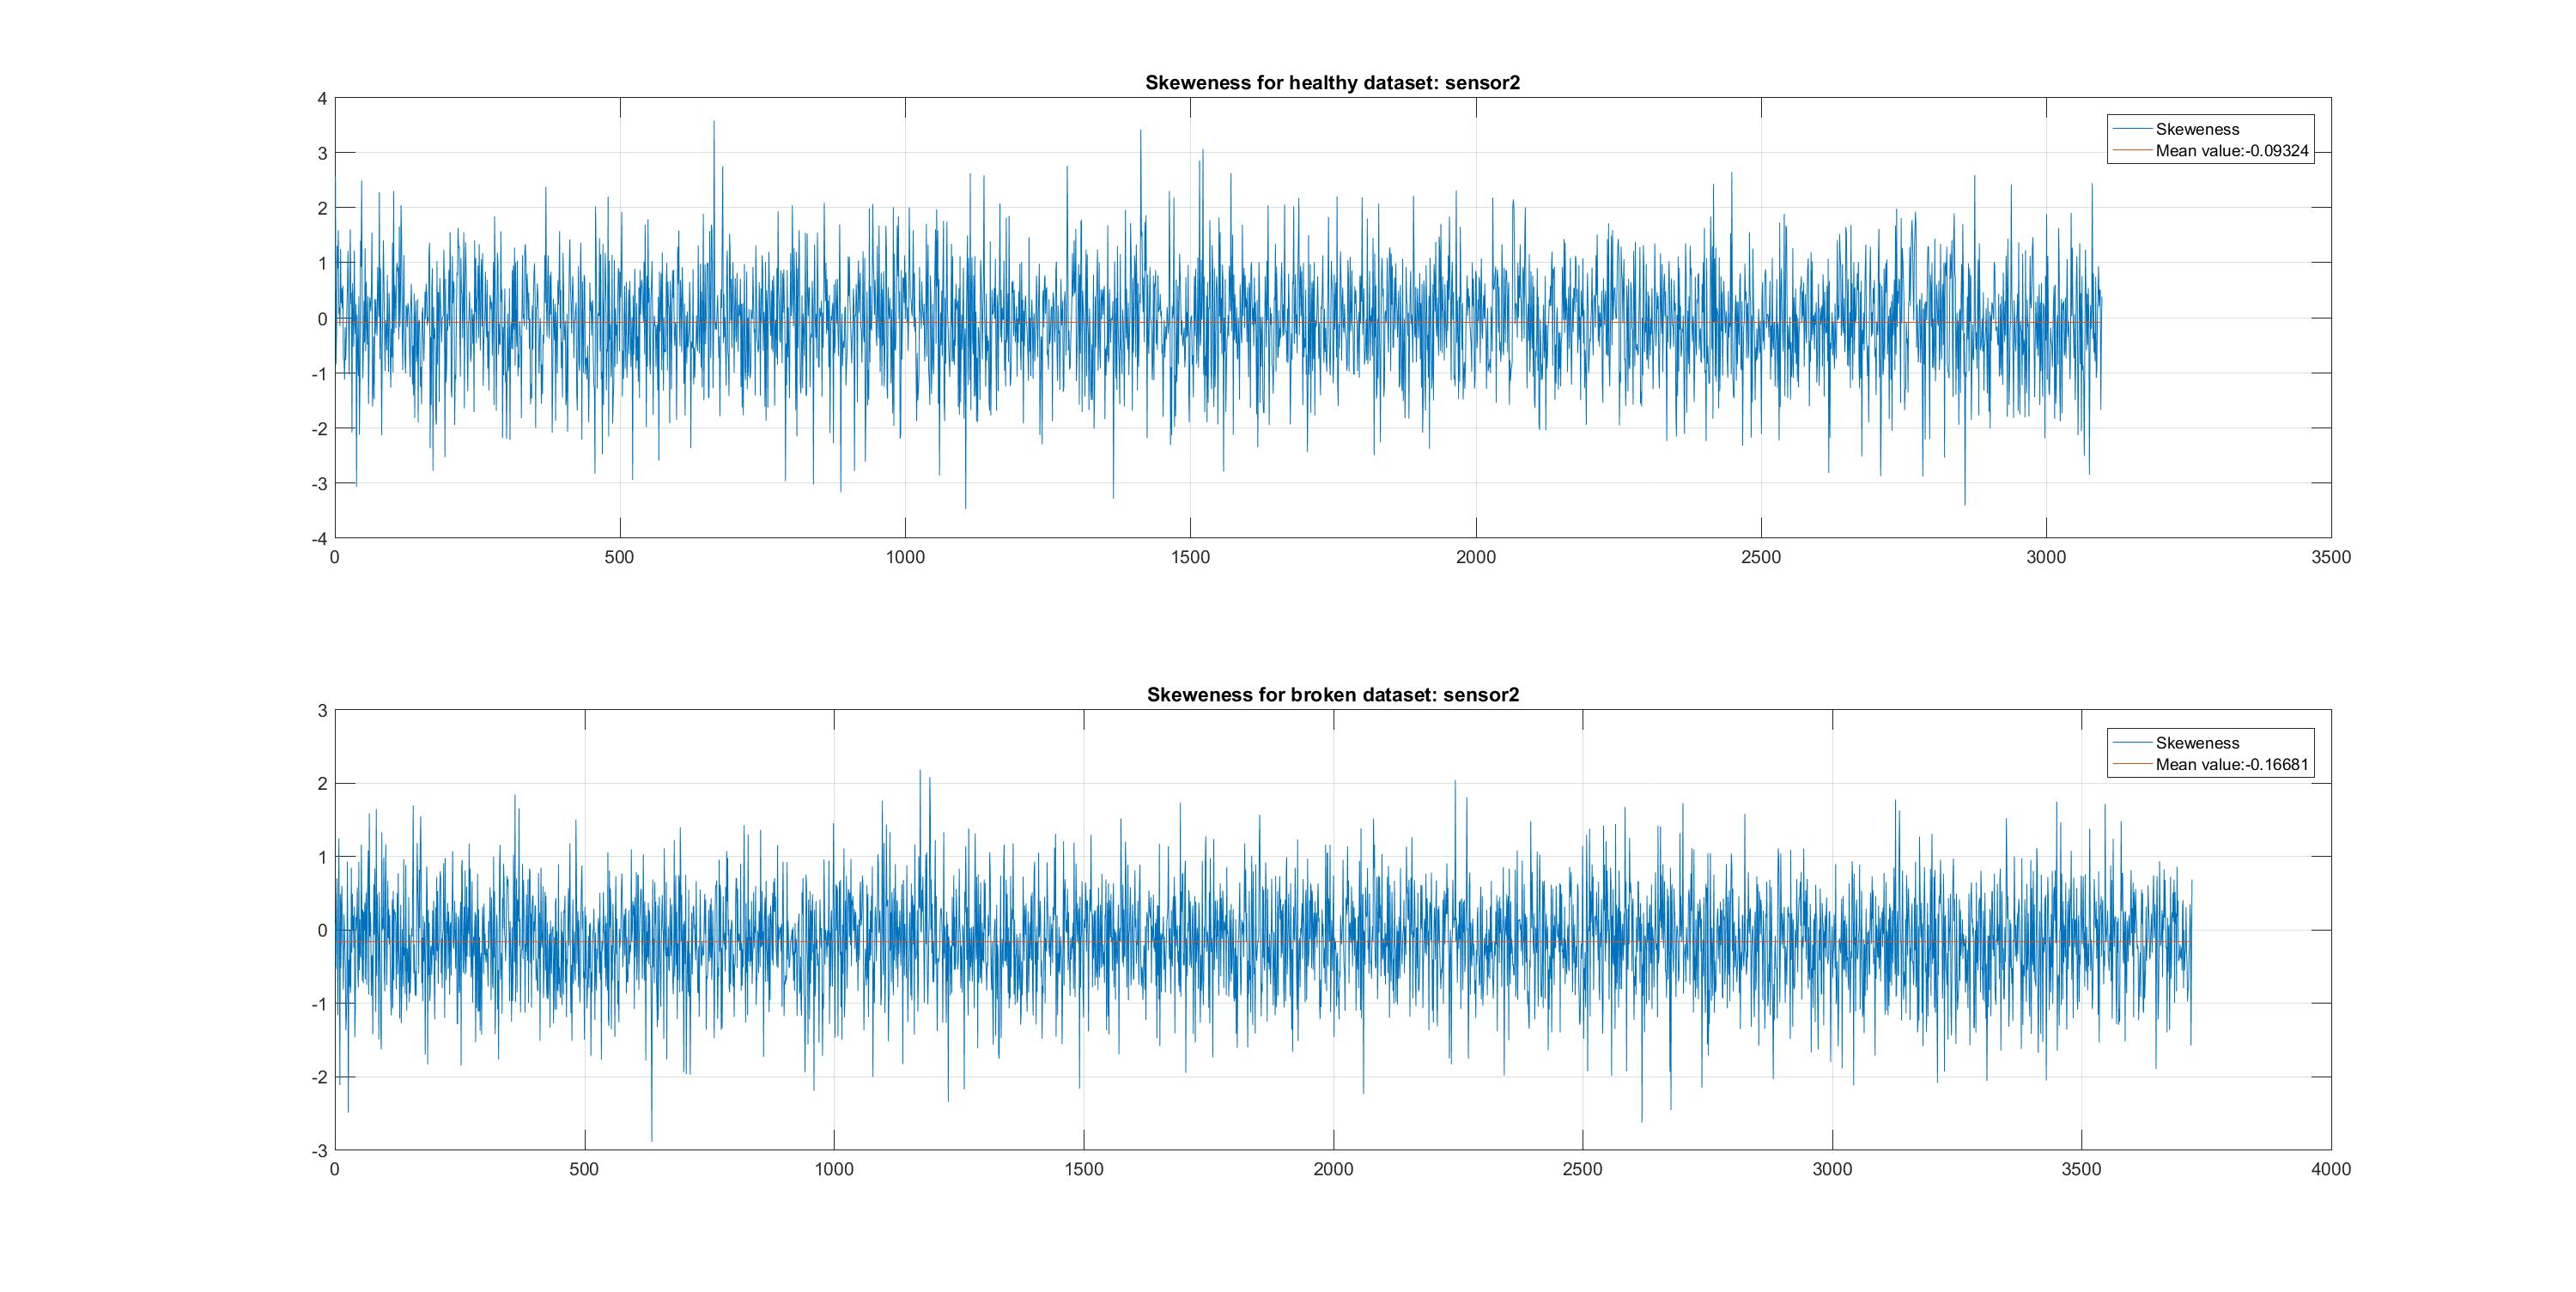 Skeweness for healthy dataset: sensor2
4
3
2
1
0
-1
-2
-3
-4
Skeweness
Mean value:-0.09324
0 500 1000 1500 2000 2500 3000 3500
Skeweness for broken dataset: sensor2
3
2
1
0
-1
-2
-3
Skeweness
Mean value:-0.16681
0 500 1000 1500 2000 2500 3000 3500 4000